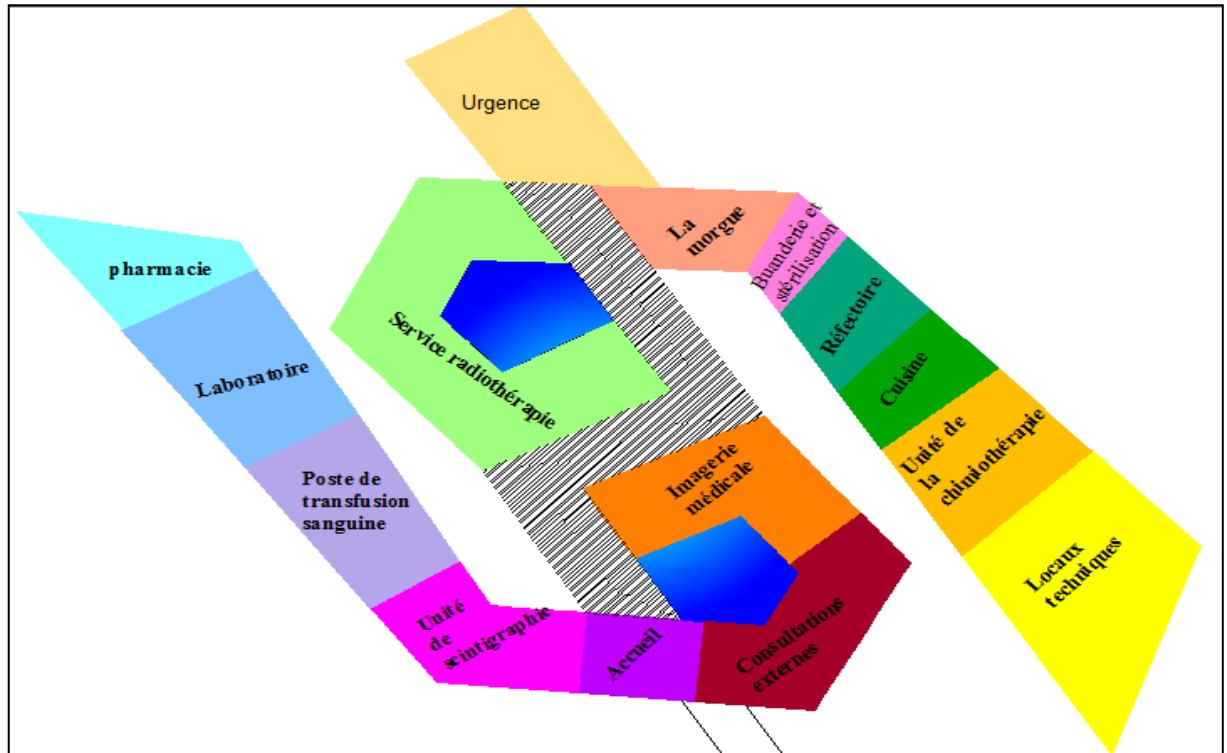 Urgence
La
morgue
Buanderie et
stérilisation
pharmacie
Réfectoire
Service radiothérapie
Laboratoire
Cuisine
Imagerie
médicale
Unité de
la
chimiothérapie
Poste de
transfusion
sanguine
Locaux
techniques
Unité
de
scintigraphie
Accueil
Consultations
externes